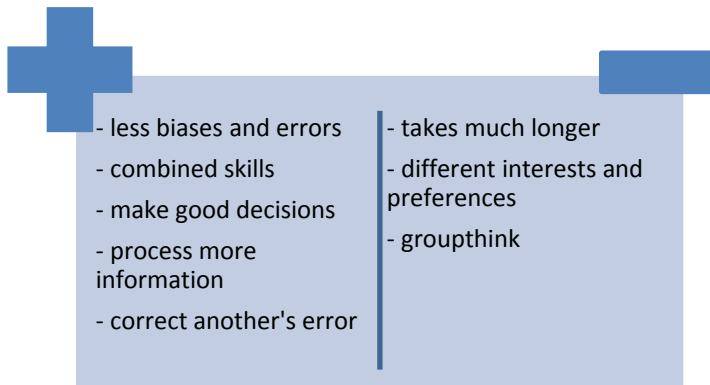 - less biases and errors
- combined skills
- make good decisions
- process more
information
- correct another's error
- takes much longer
- different interests and
preferences
- groupthink